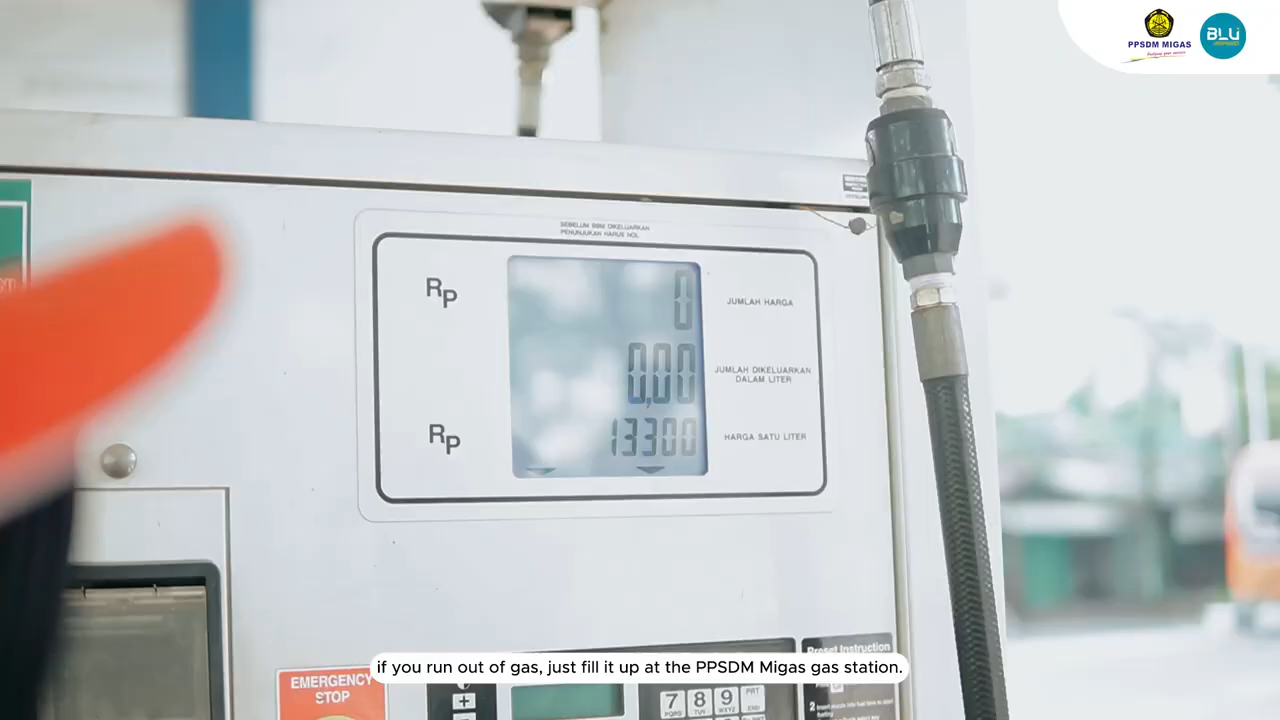 PPSDM MIGAS
BLU
SEBELUM BBM DIKELUARKAN
PENUNJUKAN HARUS NOL
Rp
0
JUMLAH HARGA
0,00
JUMLAH DIKELUARKAN
DALAM LITER
Rp
13300
HARGA SATU LITER
EMERGENCY
STOP
7 8 9
PRT
Preset Instruction
if you run out of gas, just fill it up at the PPSDM Migas gas station.